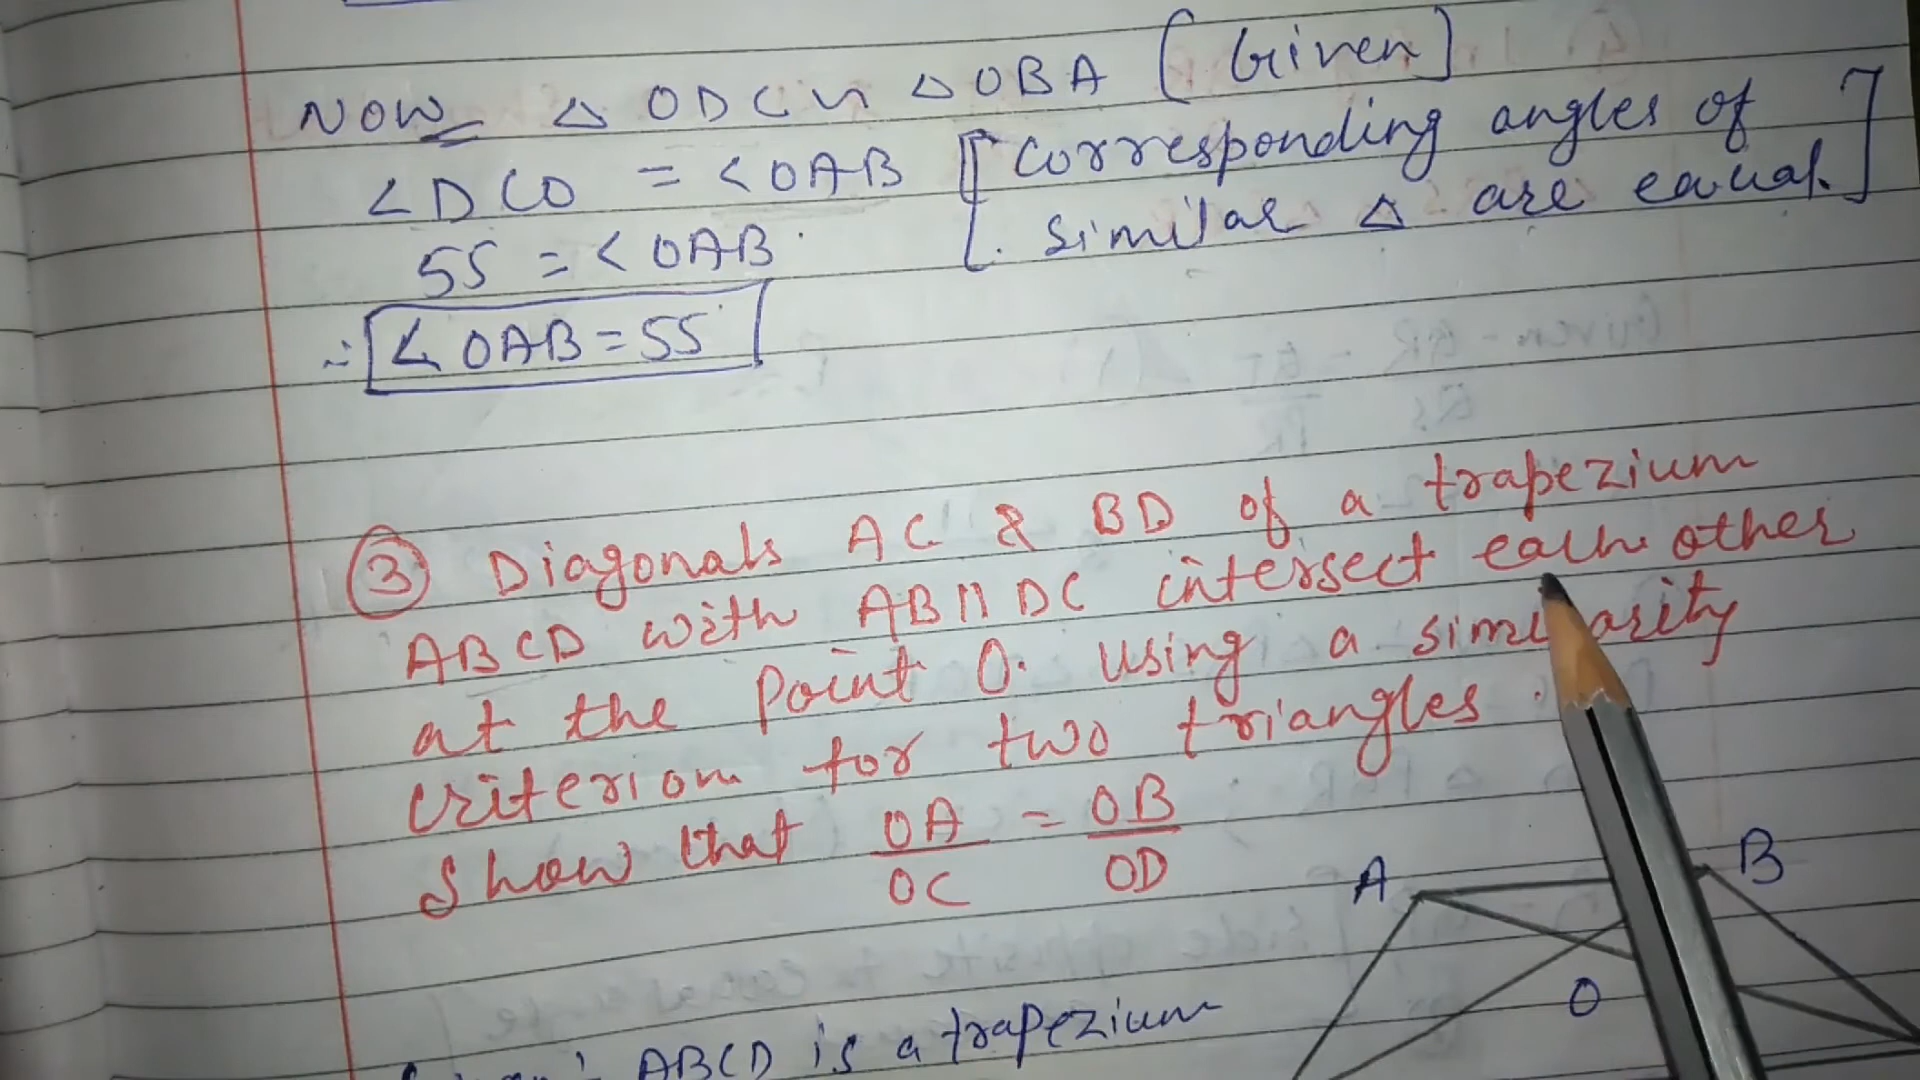 NOW △ ODC ~ △ OBA [Given]
∠DCO = ∠OAB [Corresponding angles of
similar △ are equal.]
55 = ∠OAB
∴ ∠OAB = 55
③ Diagonals AC & BD of a trapezium
ABCD with AB || DC intersect each other
at the point O. Using a similarity
criterion for two triangles.
Show that OA/OC = OB/OD
A B
O
ABCD is a trapezium